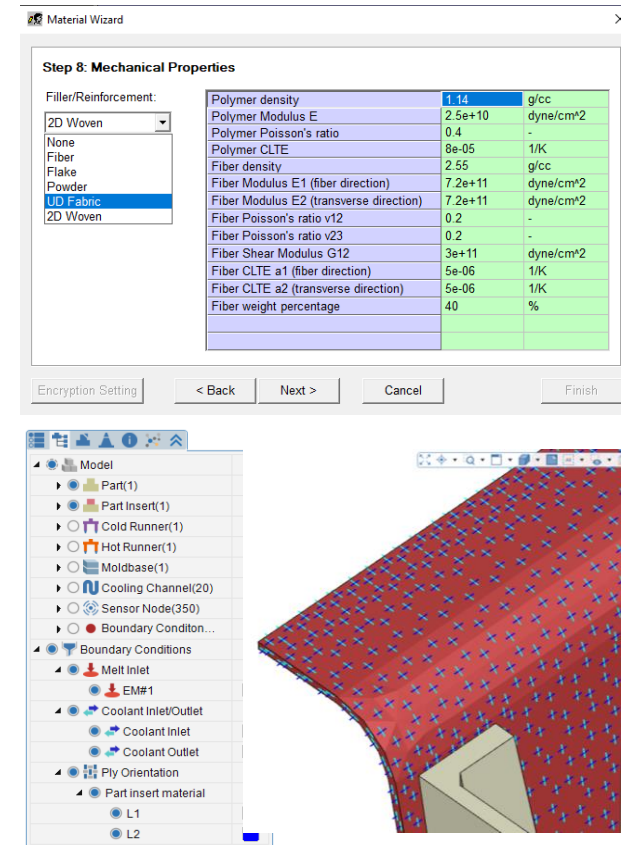 Material Wizard
Step 8: Mechanical Properties
Filler/Reinforcement:
2D Woven
None
Fiber
Flake
Powder
UD Fabric
2D Woven
Polymer density 1.14 g/cc
Polymer Modulus E 2.5e+10 dyne/cm^2
Polymer Poisson's ratio 0.4 -
Polymer CLTE 8e-05 1/K
Fiber density 2.55 g/cc
Fiber Modulus E1 (fiber direction) 7.2e+11 dyne/cm^2
Fiber Modulus E2 (transverse direction) 7.2e+11 dyne/cm^2
Fiber Poisson's ratio v12 0.2 -
Fiber Poisson's ratio v23 0.2 -
Fiber Shear Modulus G12 3e+11 dyne/cm^2
Fiber CLTE a1 (fiber direction) 5e-06 1/K
Fiber CLTE a2 (transverse direction) 5e-06 1/K
Fiber weight percentage 40 %
Encryption Setting < Back Next > Cancel Finish
Model
Part(1)
Part Insert(1)
Cold Runner(1)
Hot Runner(1)
Moldbase(1)
Cooling Channel(20)
Sensor Node(350)
Boundary Conditon...
Boundary Conditions
Melt Inlet
EM#1
Coolant Inlet/Outlet
Coolant Inlet
Coolant Outlet
Ply Orientation
Part insert material
L1
L2